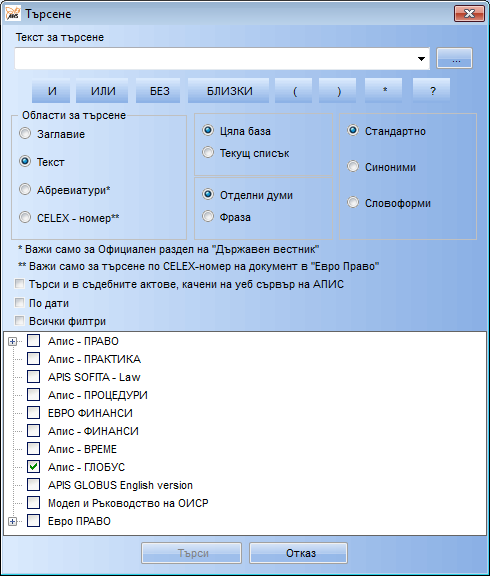 Търсене
Текст за търсене
...
И ИЛИ БЕЗ БЛИЗКИ ( ) * ?
Области за търсене
Заглавие
Текст
Абревиатури*
CELEX - номер**
Цяла база
Текущ списък
Отделни думи
Фраза
Стандартно
Синоними
Словоформи
* Важи само за Официален раздел на "Държавен вестник"
** Важи само за търсене по CELEX-номер на документ в "Евро Право"
Търси и в съдебните актове, качени на уеб сървър на АПИС
По дати
Всички филтри
Апис - ПРАВО
Апис - ПРАКТИКА
APIS SOFITA - Law
Апис - ПРОЦЕДУРИ
ЕВРО ФИНАНСИ
Апис - ФИНАНСИ
Апис - ВРЕМЕ
Апис - ГЛОБУС
APIS GLOBUS English version
Модел и Ръководство на ОИСР
Евро ПРАВО
Търси Отказ